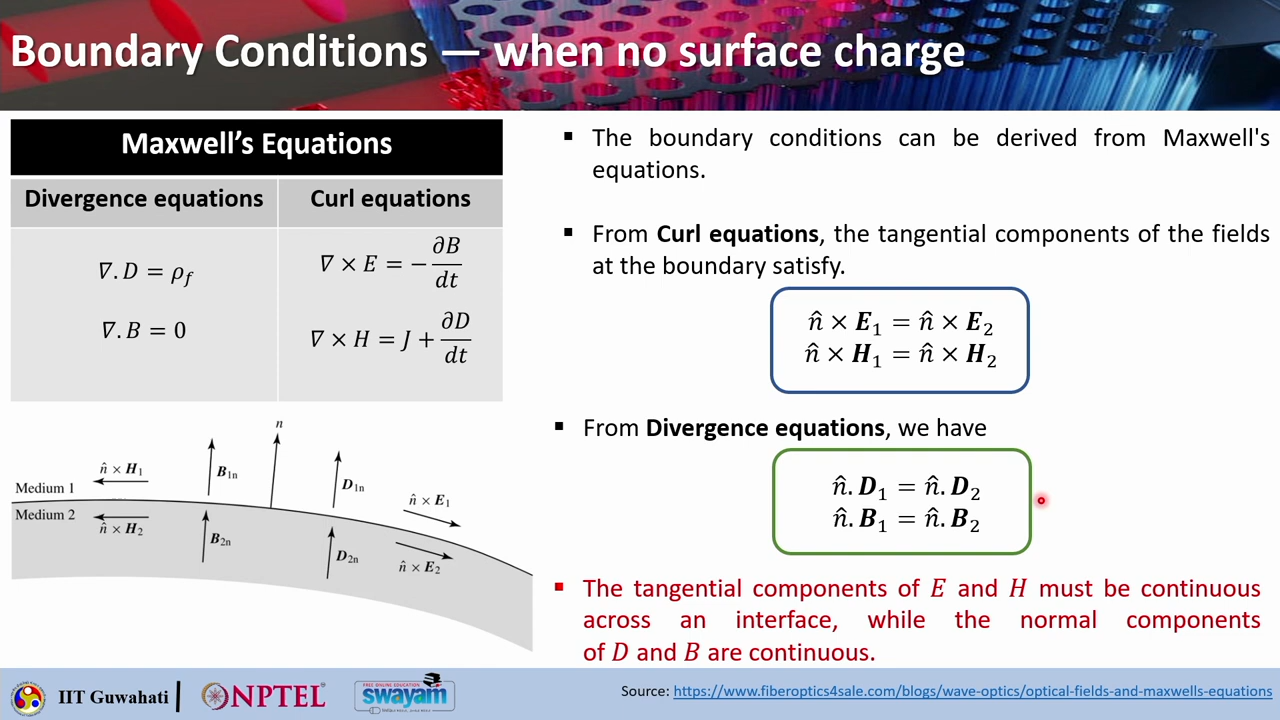 Boundary Conditions — when no surface charge
Maxwell's Equations
Divergence equations
Curl equations
∇.D = ρ_f
∇.B = 0
∇ × E = −∂B/dt
∇ × H = J + ∂D/dt
n
n̂ × H₁
B₁ₙ
D₁ₙ
n̂ × E₁
Medium 1
Medium 2
n̂ × H₂
B₂ₙ
D₂ₙ
n̂ × E₂
▪ The boundary conditions can be derived from Maxwell's
equations.
▪ From Curl equations, the tangential components of the fields
at the boundary satisfy.
n̂ × E₁ = n̂ × E₂
n̂ × H₁ = n̂ × H₂
▪ From Divergence equations, we have
n̂.D₁ = n̂.D₂
n̂.B₁ = n̂.B₂
▪ The tangential components of E and H must be continuous
across an interface, while the normal components
of D and B are continuous.
IIT Guwahati
NPTEL
FREE ONLINE EDUCATION
swayam
Source: https://www.fiberoptics4sale.com/blogs/wave-optics/optical-fields-and-maxwells-equations